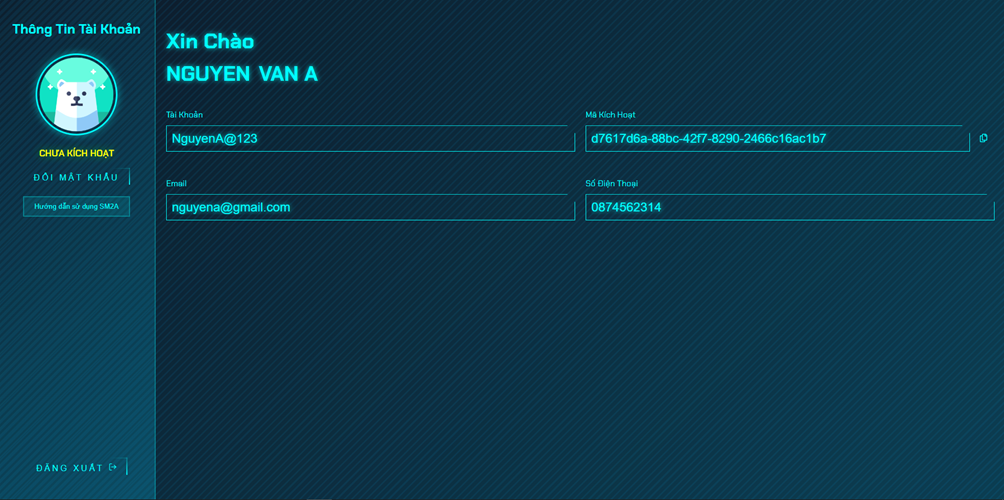 Thông Tin Tài Khoản
CHƯA KÍCH HOẠT
ĐỔI MẬT KHẨU
Hướng dẫn sử dụng SM2A
ĐĂNG XUẤT
Xin Chào
NGUYEN VAN A
Tài Khoản
NguyenA@123
Mã Kích Hoạt
d7617d6a-88bc-42f7-8290-2466c16ac1b7
Email
nguyena@gmail.com
Số Điện Thoại
0874562314